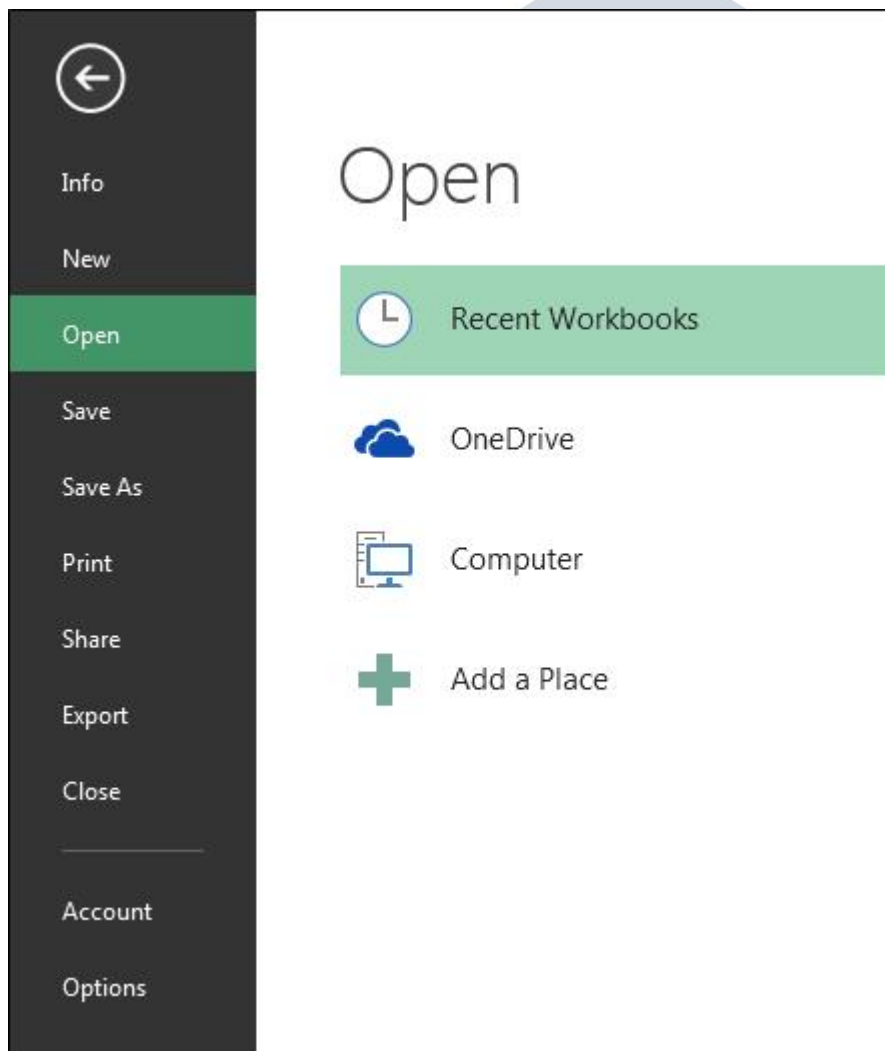 Info
New
Open
Save
Save As
Print
Share
Export
Close
Account
Options
Open
Recent Workbooks
OneDrive
Computer
Add a Place